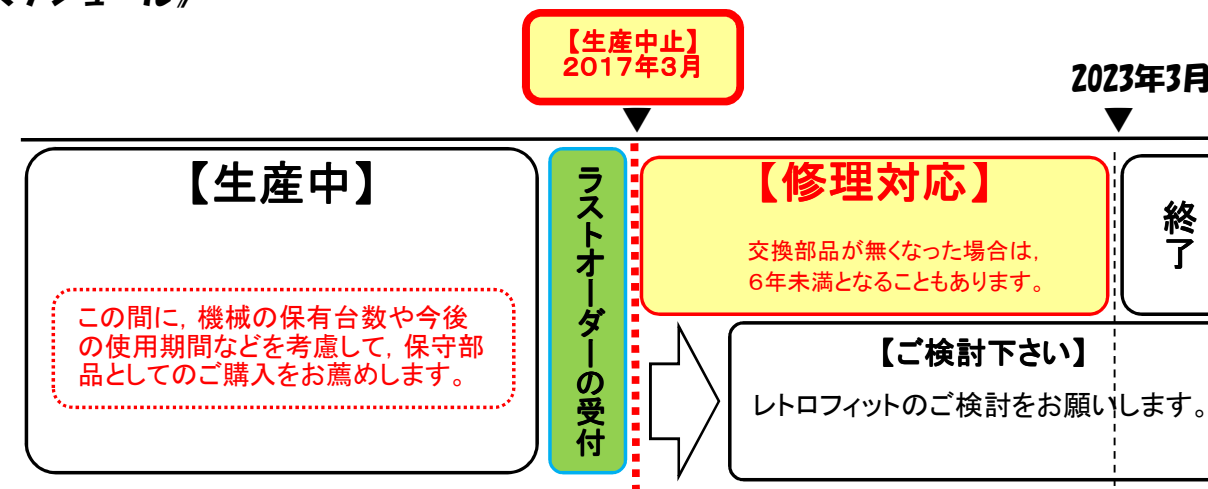 スケジュール》
【生産中止】
2017年3月
2023年3月
【生産中】
この間に, 機械の保有台数や今後
の使用期間などを考慮して, 保守部
品としてのご購入をお薦めします。
ラストオーダーの受付
【修理対応】
交換部品が無くなった場合は,
6年未満となることもあります。
終了
【ご検討下さい】
レトロフィットのご検討をお願いします。